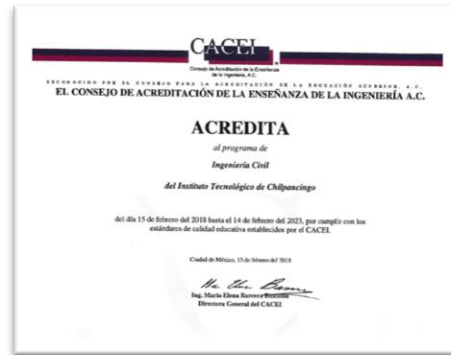 CACEI
Consejo de Acreditación de la Enseñanza
de la Ingeniería, A.C.
RECONOCIDO POR EL CONSEJO PARA LA ACREDITACIÓN DE LA EDUCACIÓN SUPERIOR, A.C.
EL CONSEJO DE ACREDITACIÓN DE LA ENSEÑANZA DE LA INGENIERÍA A.C.
ACREDITA
al programa de
Ingeniería Civil
del Instituto Tecnológico de Chilpancingo
del día 15 de febrero del 2018 hasta el 14 de febrero del 2023, por cumplir con los
estándares de calidad educativa establecidos por el CACEI.
Ciudad de México, 15 de febrero del 2018
Ing. María Elena Barrera
Directora General del CACEI